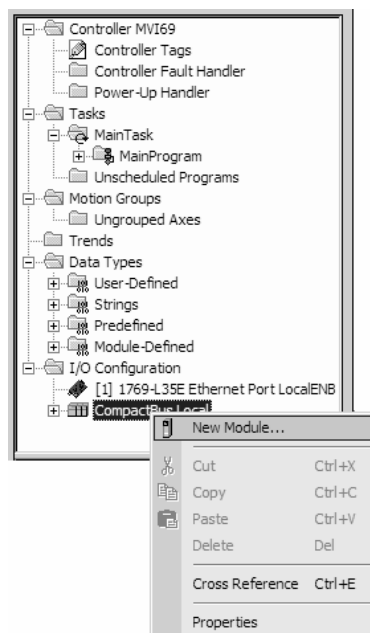 Controller MVI69
Controller Tags
Controller Fault Handler
Power-Up Handler
Tasks
MainTask
MainProgram
Unscheduled Programs
Motion Groups
Ungrouped Axes
Trends
Data Types
User-Defined
Strings
Predefined
Module-Defined
I/O Configuration
[1] 1769-L35E Ethernet Port LocalENB
CompactBus Local
New Module...
Cut Ctrl+X
Copy Ctrl+C
Paste Ctrl+V
Delete Del
Cross Reference Ctrl+E
Properties